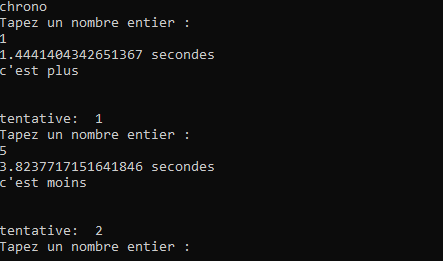 chrono
Tapez un nombre entier :
1
1.4441404342651367 secondes
c'est plus
tentative:  1
Tapez un nombre entier :
5
3.8237717151641846 secondes
c'est moins
tentative:  2
Tapez un nombre entier :